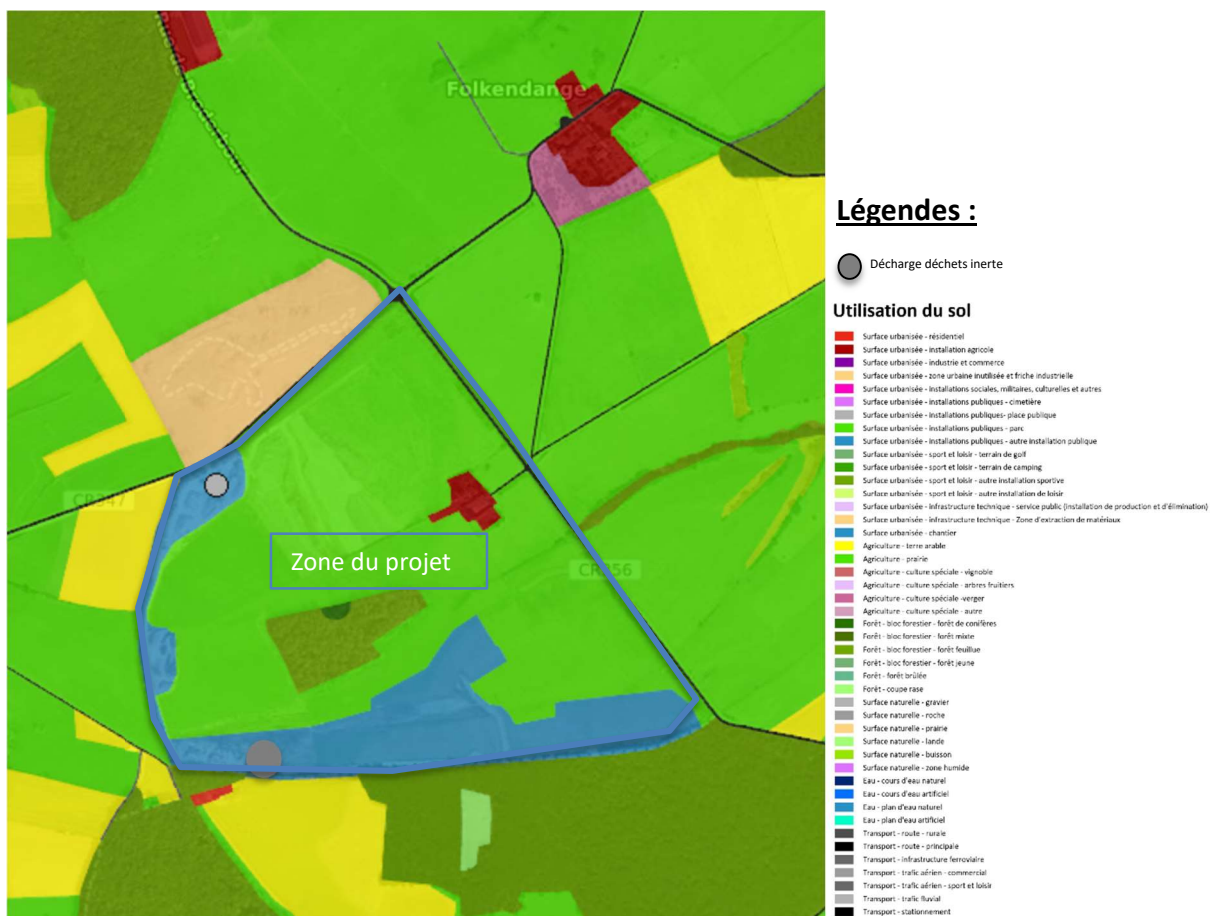 Folkendange
CR347
Zone du projet
CR356
Légendes :
Décharge déchets inerte
Utilisation du sol
Surface urbanisée - résidentiel
Surface urbanisée - installation agricole
Surface urbanisée - industrie et commerce
Surface urbanisée - zone urbaine inutilisée et friche industrielle
Surface urbanisée - installations sociales, militaires, culturelles et autres
Surface urbanisée - installations publiques - cimetière
Surface urbanisée - installations publiques- place publique
Surface urbanisée - installations publiques - parc
Surface urbanisée - installations publiques - autre installation publique
Surface urbanisée - sport et loisir - terrain de golf
Surface urbanisée - sport et loisir - terrain de camping
Surface urbanisée - sport et loisir - autre installation sportive
Surface urbanisée - sport et loisir - autre installation de loisir
Surface urbanisée - infrastructure technique - service public (installation de production et d'élimination)
Surface urbanisée - infrastructure technique - Zone d'extraction de matériaux
Surface urbanisée - chantier
Agriculture - terre arable
Agriculture - prairie
Agriculture - culture spéciale - vignoble
Agriculture - culture spéciale - arbres fruitiers
Agriculture - culture spéciale -verger
Agriculture - culture spéciale - autre
Forêt - bloc forestier - forêt de conifères
Forêt - bloc forestier - forêt mixte
Forêt - bloc forestier - forêt feuillue
Forêt - bloc forestier - forêt jeune
Forêt - forêt brûlée
Forêt - coupe rase
Surface naturelle - gravier
Surface naturelle - roche
Surface naturelle - prairie
Surface naturelle - lande
Surface naturelle - buisson
Surface naturelle - zone humide
Eau - cours d'eau naturel
Eau - cours d'eau artificiel
Eau - plan d'eau naturel
Eau - plan d'eau artificiel
Transport - route - rurale
Transport - route - principale
Transport - infrastructure ferroviaire
Transport - trafic aérien - commercial
Transport - trafic aérien - sport et loisir
Transport - trafic fluvial
Transport - stationnement